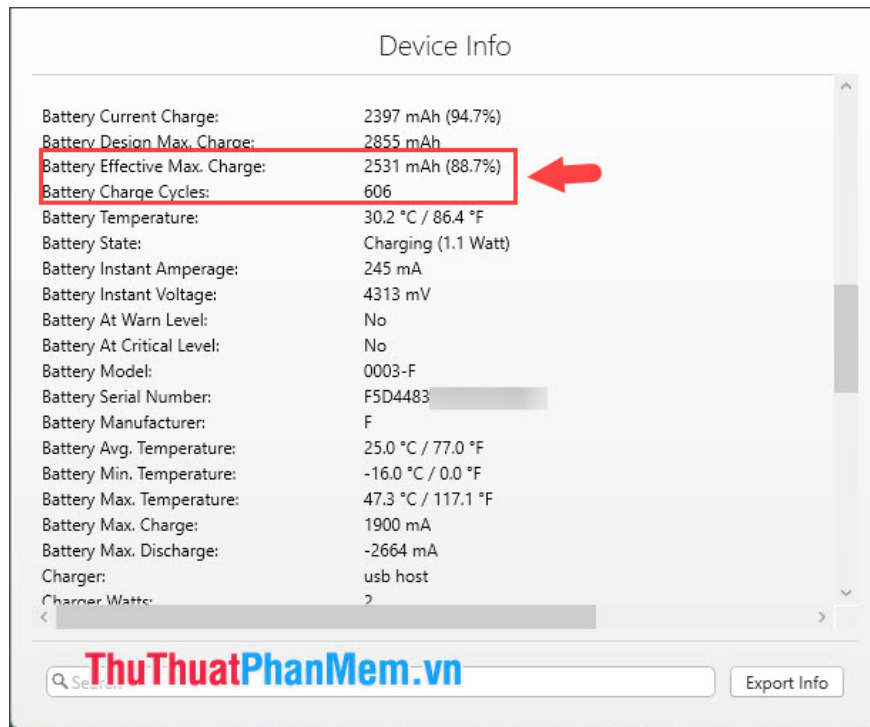 Device Info
Battery Current Charge: 2397 mAh (94.7%)
Battery Design Max. Charge: 2855 mAh
Battery Effective Max. Charge: 2531 mAh (88.7%)
Battery Charge Cycles: 606
Battery Temperature: 30.2 °C / 86.4 °F
Battery State: Charging (1.1 Watt)
Battery Instant Amperage: 245 mA
Battery Instant Voltage: 4313 mV
Battery At Warn Level: No
Battery At Critical Level: No
Battery Model: 0003-F
Battery Serial Number: F5D4483
Battery Manufacturer: F
Battery Avg. Temperature: 25.0 °C / 77.0 °F
Battery Min. Temperature: -16.0 °C / 0.0 °F
Battery Max. Temperature: 47.3 °C / 117.1 °F
Battery Max. Charge: 1900 mA
Battery Max. Discharge: -2664 mA
Charger: usb host
Charger Watts: 2
ThuThuatPhanMem.vn
Export Info